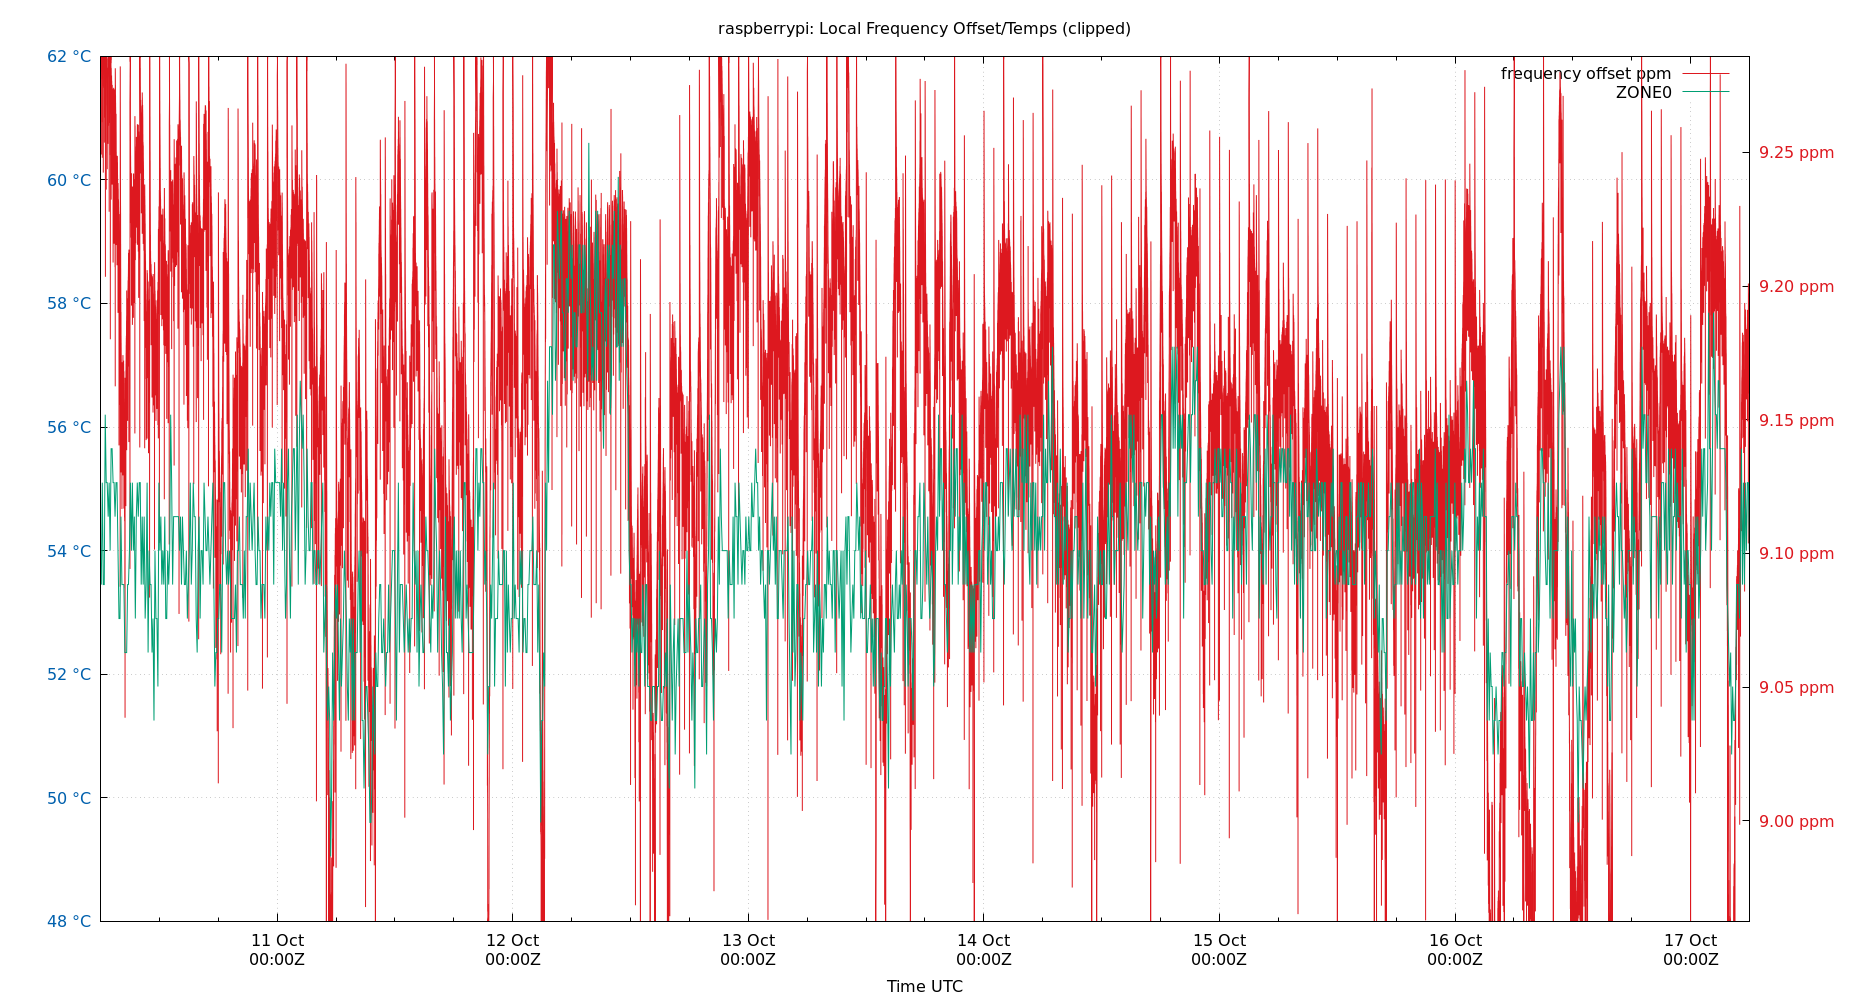 raspberrypi: Local Frequency Offset/Temps (clipped)
62 °C
60 °C
58 °C
56 °C
54 °C
52 °C
50 °C
48 °C
frequency offset ppm
ZONE0
9.25 ppm
9.20 ppm
9.15 ppm
9.10 ppm
9.05 ppm
9.00 ppm
11 Oct
00:00Z
12 Oct
00:00Z
13 Oct
00:00Z
14 Oct
00:00Z
15 Oct
00:00Z
16 Oct
00:00Z
17 Oct
00:00Z
Time UTC